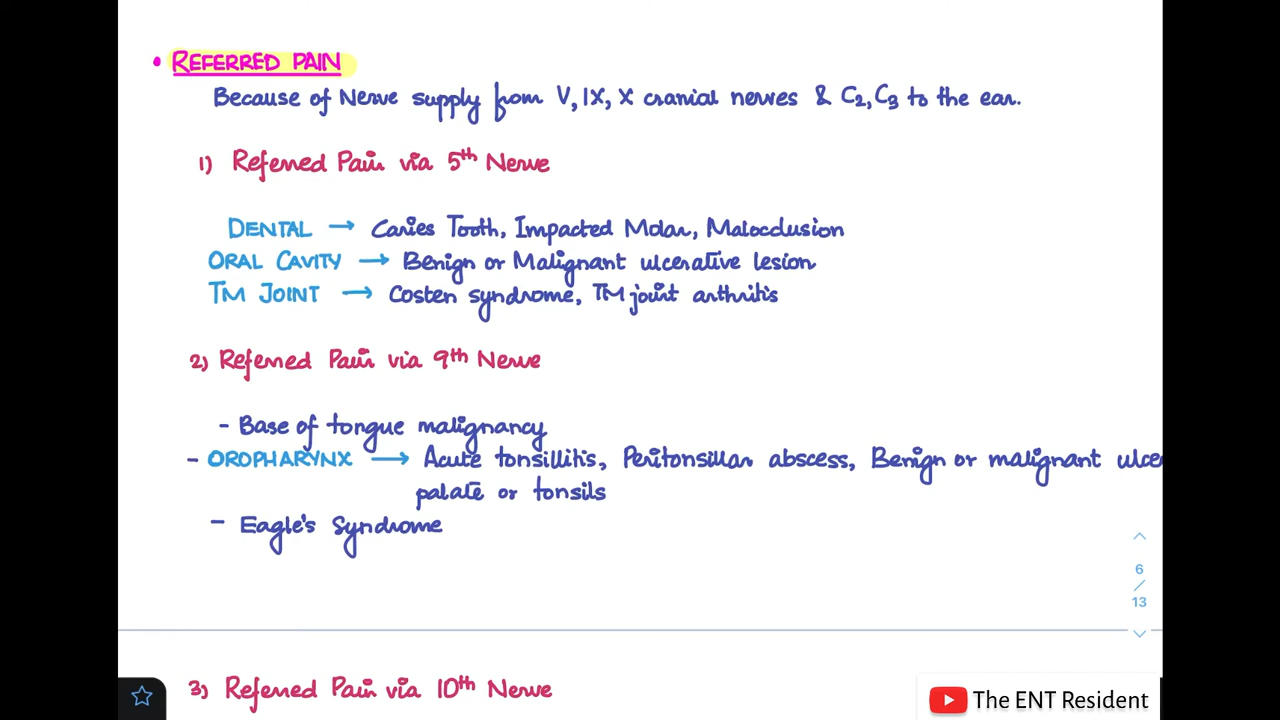 • REFERRED PAIN
Because of Nerve supply from V, IX, X cranial nerves & C2, C3 to the ear.
1) Referred Pain via 5th Nerve
DENTAL → Caries Tooth, Impacted Molar, Malocclusion
ORAL CAVITY → Benign or Malignant ulcerative lesion
TM JOINT → Costen syndrome, TM joint arthritis
2) Referred Pain via 9th Nerve
- Base of tongue malignancy
- OROPHARYNX → Acute tonsillitis, Peritonsillar abscess, Benign or malignant ulce
palate or tonsils
- Eagle's Syndrome
6
/
13
3) Referred Pain via 10th Nerve
The ENT Resident